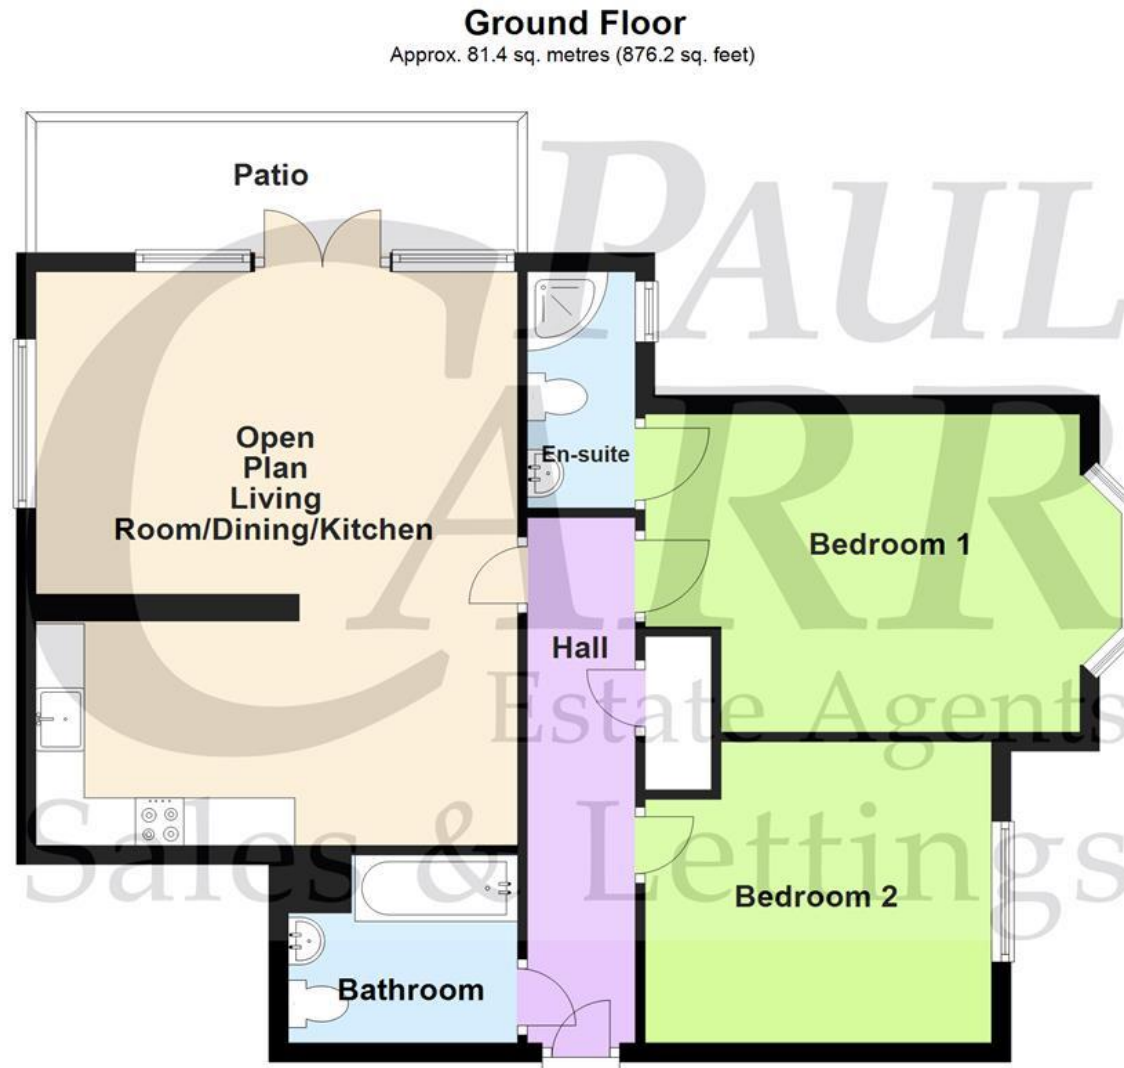 Ground Floor
Approx. 81.4 sq. metres (876.2 sq. feet)
Patio
PAUL
CARR
Estate Agents
Sales & Lettings
Open
Plan
Living
Room/Dining/Kitchen
En-suite
Bedroom 1
Hall
Bedroom 2
Bathroom